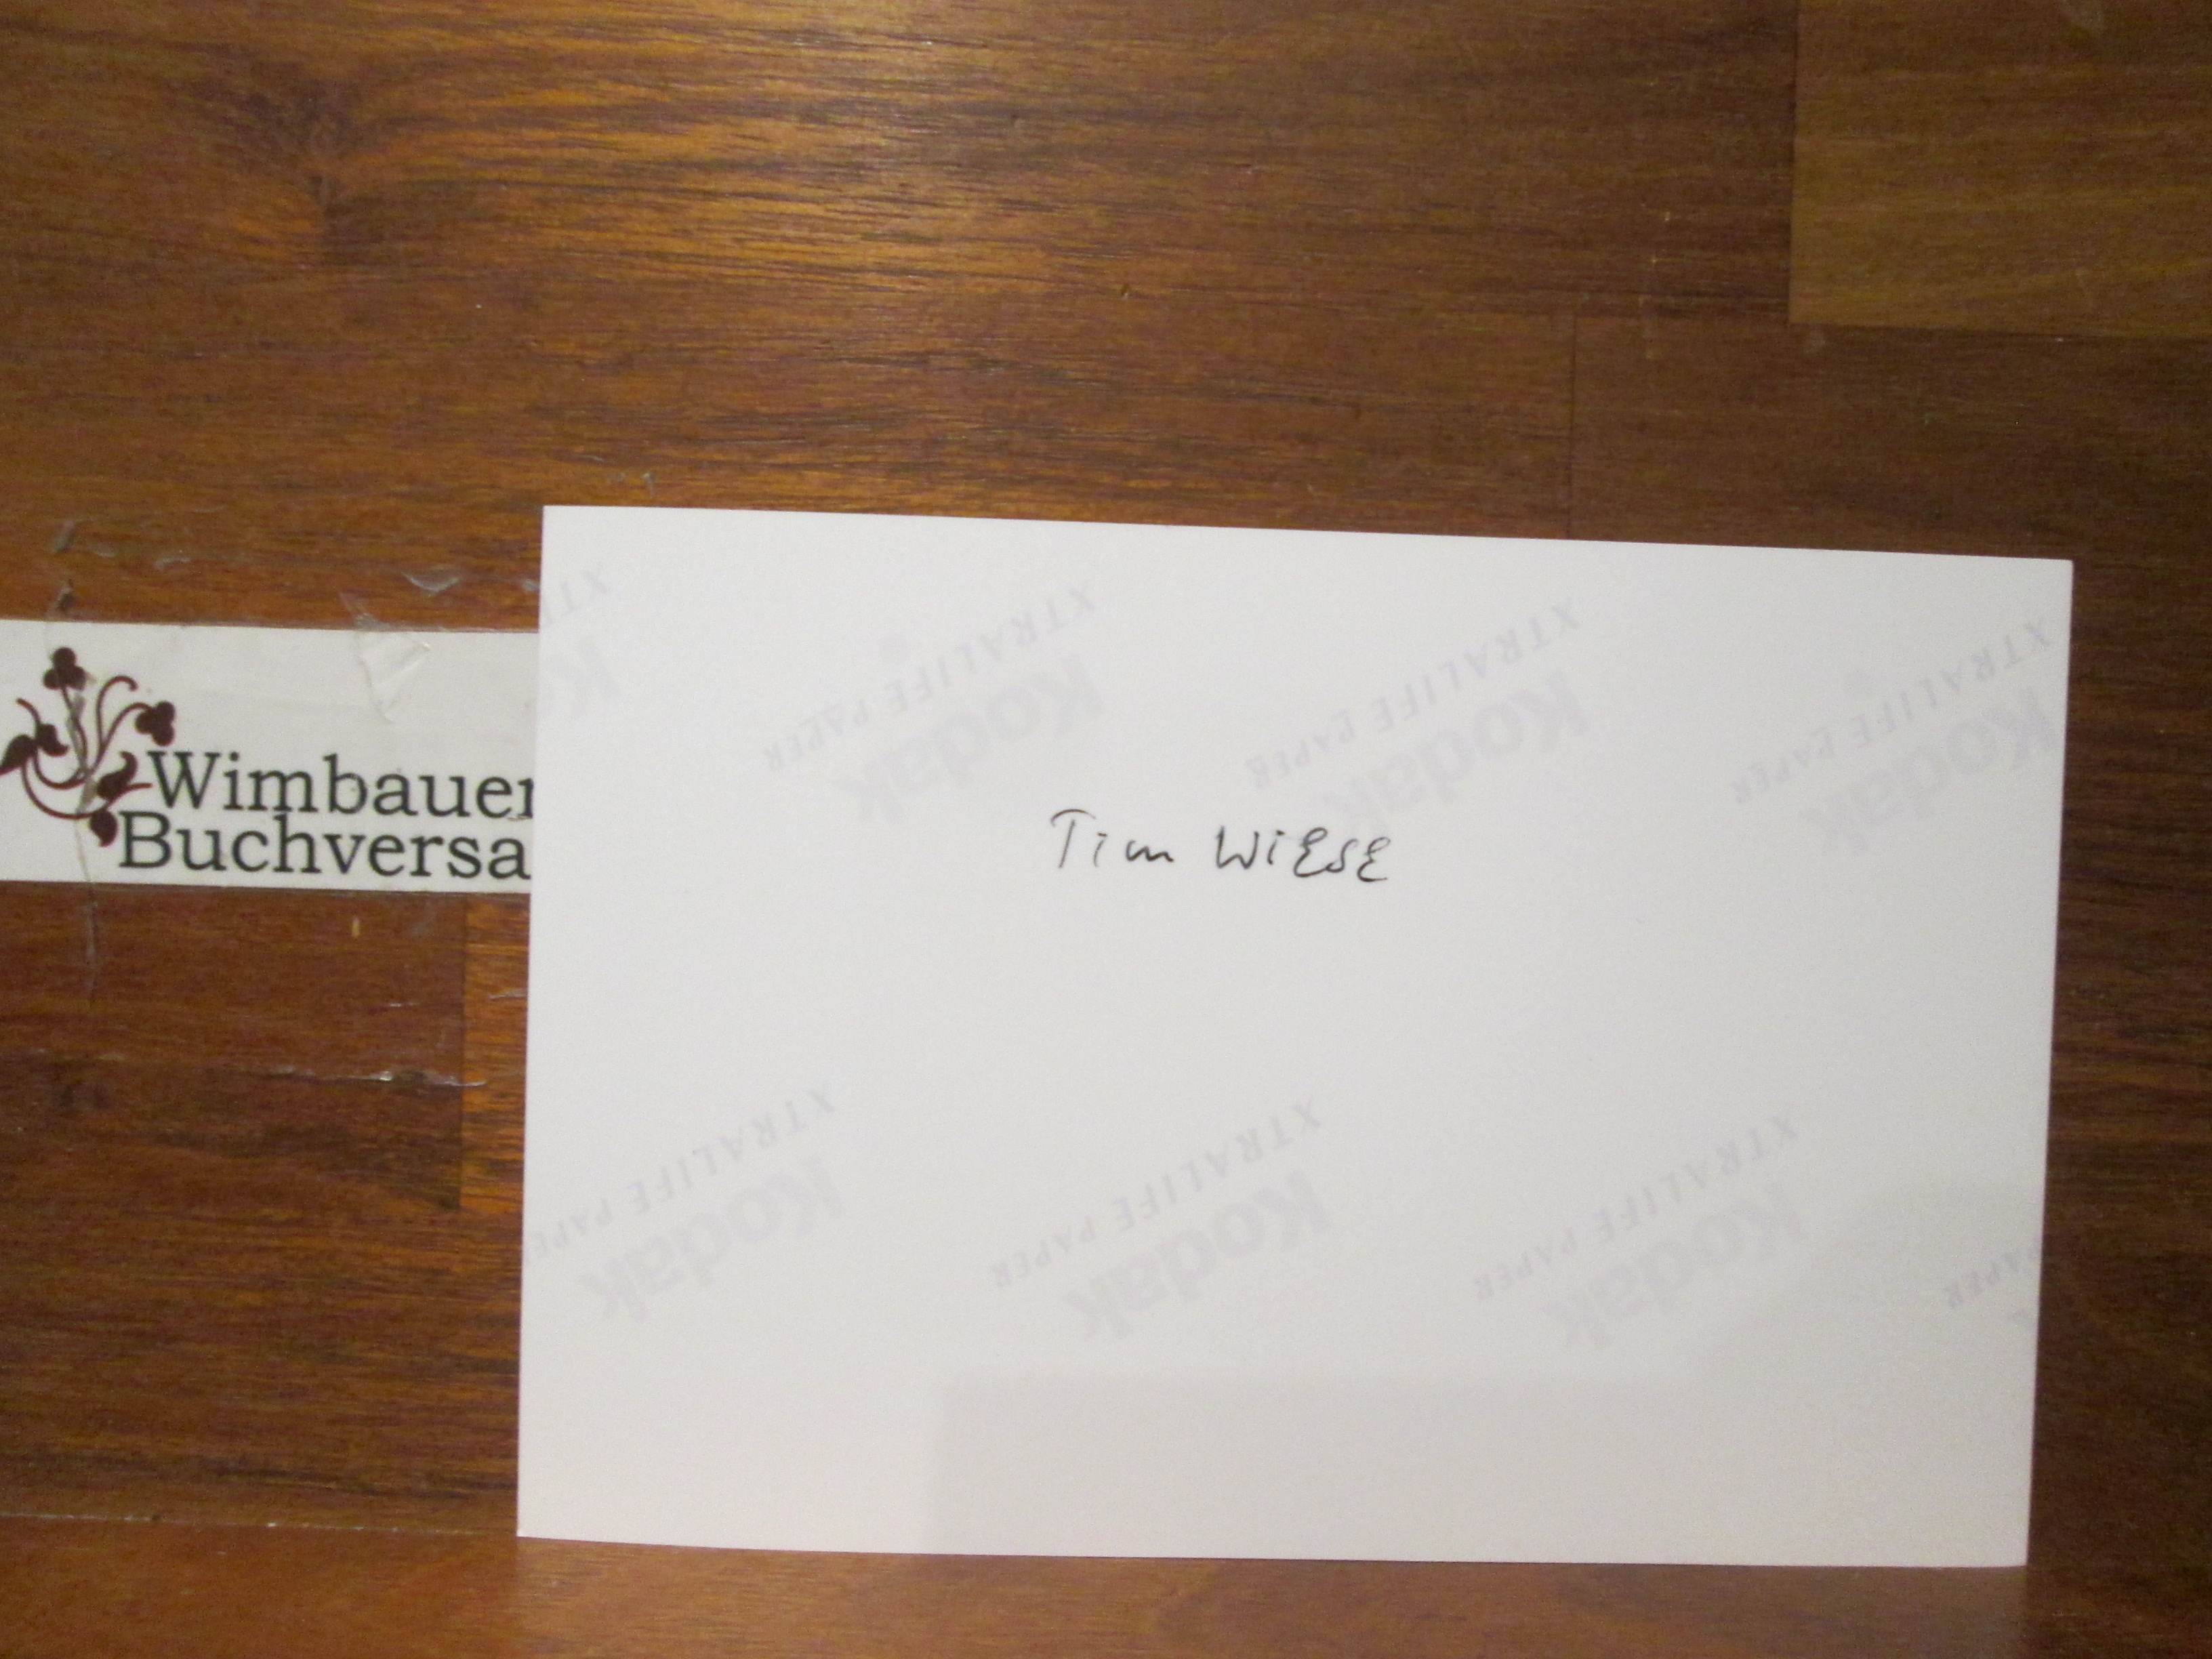 Wimbauer
Buchversa
Tim WIESE
XTRALIFE PAPER
Kodak
XTRALIFE PAPER
Kodak
XTRALIFE PAPER
Kodak
XTRALIFE PAPER
Kodak
XTRALIFE PAPER
Kodak
XTRALIFE PAPER
Kodak
PAPER